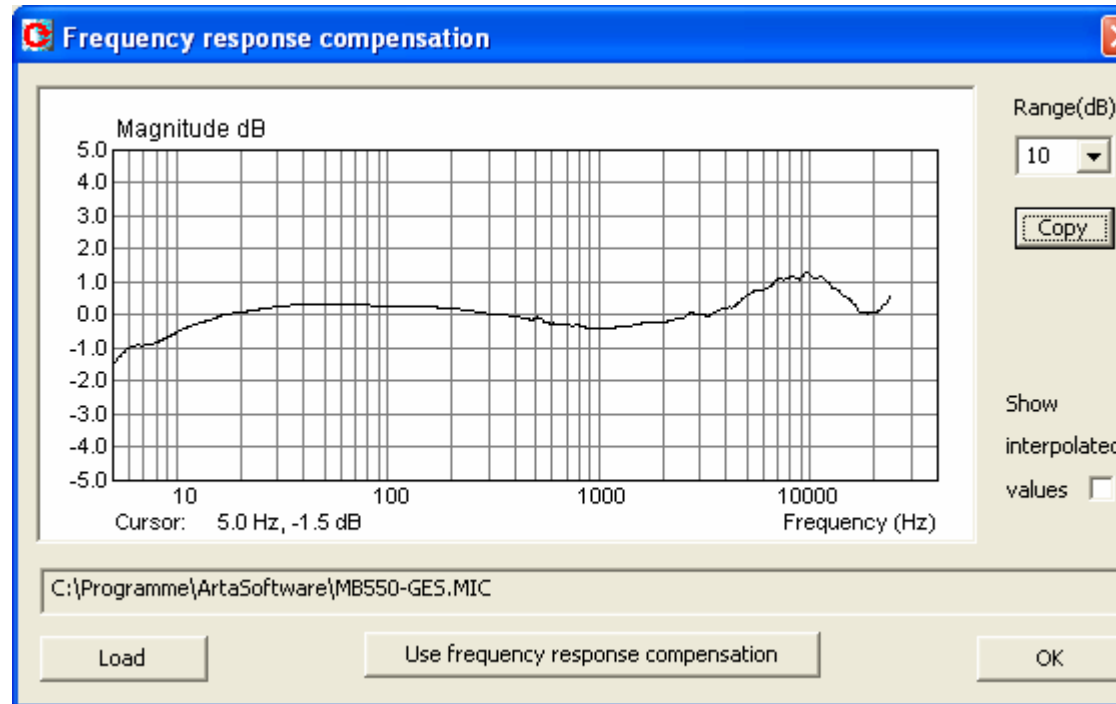 Frequency response compensation
Magnitude dB
5.0
4.0
3.0
2.0
1.0
0.0
-1.0
-2.0
-3.0
-4.0
-5.0
10 100 1000 10000
Cursor: 5.0 Hz, -1.5 dB Frequency (Hz)
Range(dB)
10
Copy
Show
interpolated
values
C:\Programme\ArtaSoftware\MB550-GES.MIC
Load Use frequency response compensation OK